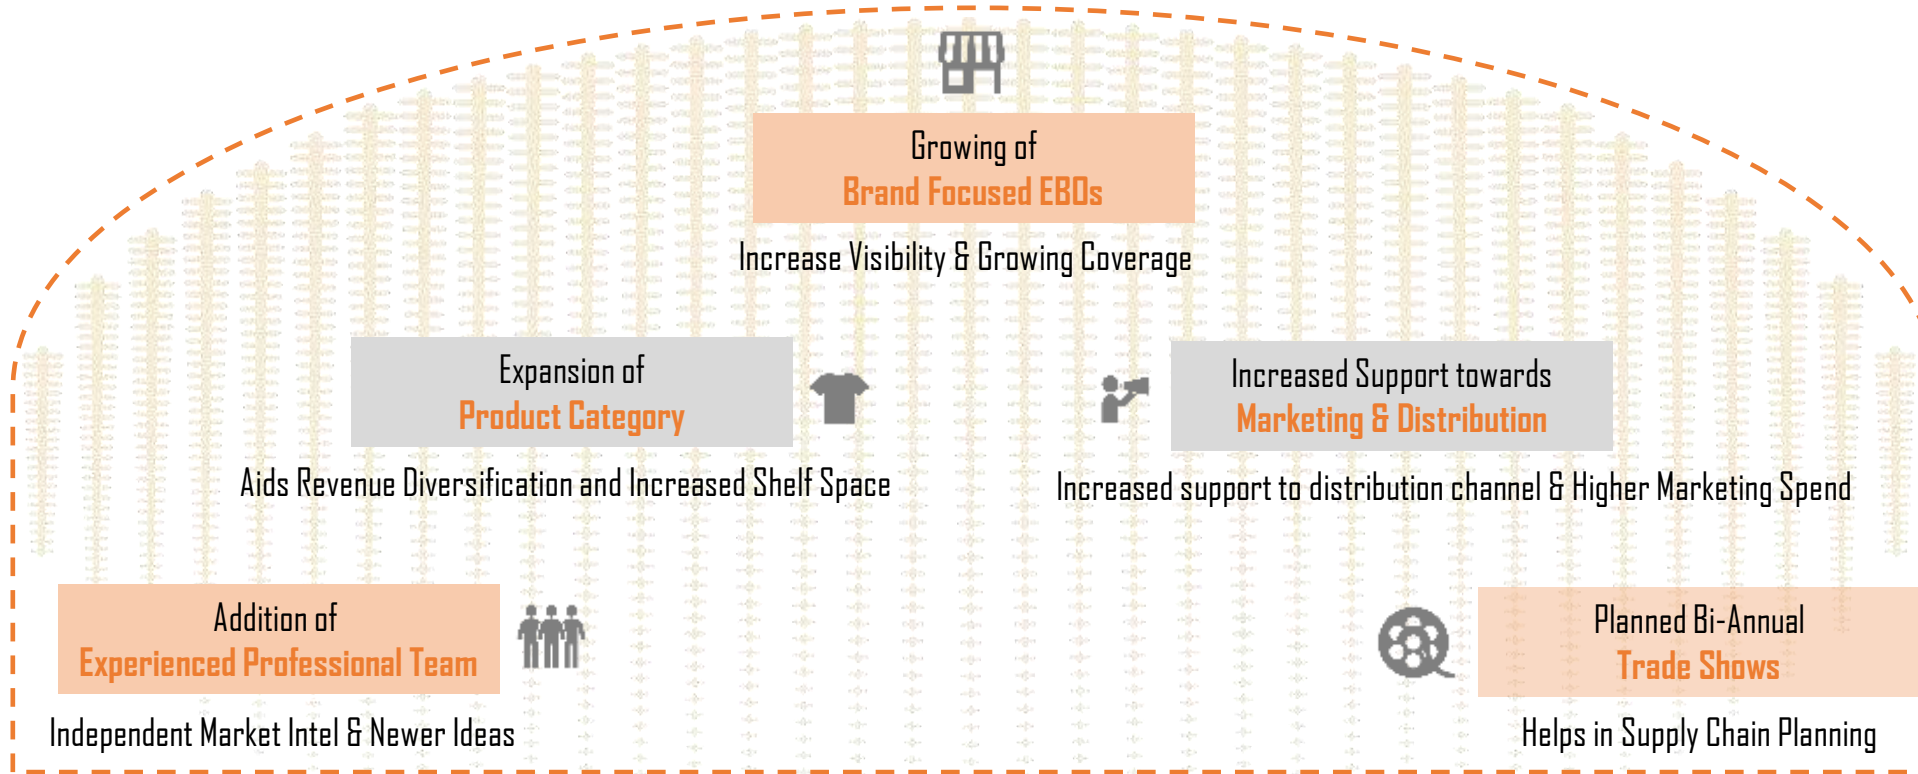 Growing of
Brand Focused EBOs
Increase Visibility & Growing Coverage
Expansion of
Product Category
Aids Revenue Diversification and Increased Shelf Space
Increased Support towards
Marketing & Distribution
Increased support to distribution channel & Higher Marketing Spend
Addition of
Experienced Professional Team
Independent Market Intel & Newer Ideas
Planned Bi-Annual
Trade Shows
Helps in Supply Chain Planning